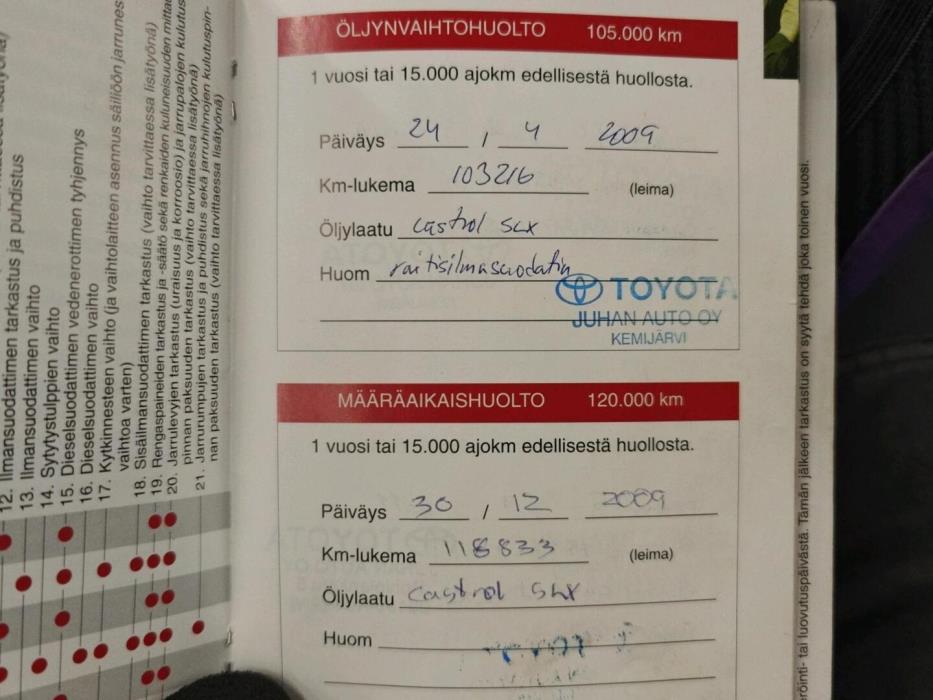 12. Ilmansuodattimen tarkastus ja puhdistus
13. Ilmansuodattimen vaihto
14. Sytytystulppien vaihto
15. Dieselsuodattimen vedenerottimen tyhjennys
16. Dieselsuodattimen vaihto
17. Kytkinnesteen vaihto (ja vaihtolaitteen asennus säiliöön jarrunes
vaihtoa varten)
18. Sisäilmansuodattimen tarkastus (vaihto tarvittaessa lisätyönä)
19. Rengaspaineiden tarkastus ja -säätö sekä renkaiden kuluneisuuden mittau
20. Jarrulevyjen tarkastus (uraisuus ja korroosio) ja jarrupalojen kulutus
pinnan paksuuden tarkastus (vaihto tarvittaessa lisätyönä)
21. Jarrurumpujen tarkastus ja puhdistus sekä jarruhihnojen kulutuspin-
nan paksuuden tarkastus (vaihto tarvittaessa lisätyönä)
ÖLJYNVAIHTOHUOLTO 105.000 km
1 vuosi tai 15.000 ajokm edellisestä huollosta.
Päiväys 24 / 4 2009
Km-lukema 103216 (leima)
Öljylaatu Castrol SLX
Huom raitisilmasuodatin
TOYOTA
JUHAN AUTO OY
KEMIJÄRVI
MÄÄRÄAIKAISHUOLTO 120.000 km
1 vuosi tai 15.000 ajokm edellisestä huollosta.
Päiväys 30 / 12 2009
Km-lukema 118833 (leima)
Öljylaatu Castrol SLX
Huom
röinti- tai luovutuspäivästä. Tämän jälkeen tarkastus on syytä tehdä joka toinen vuosi.